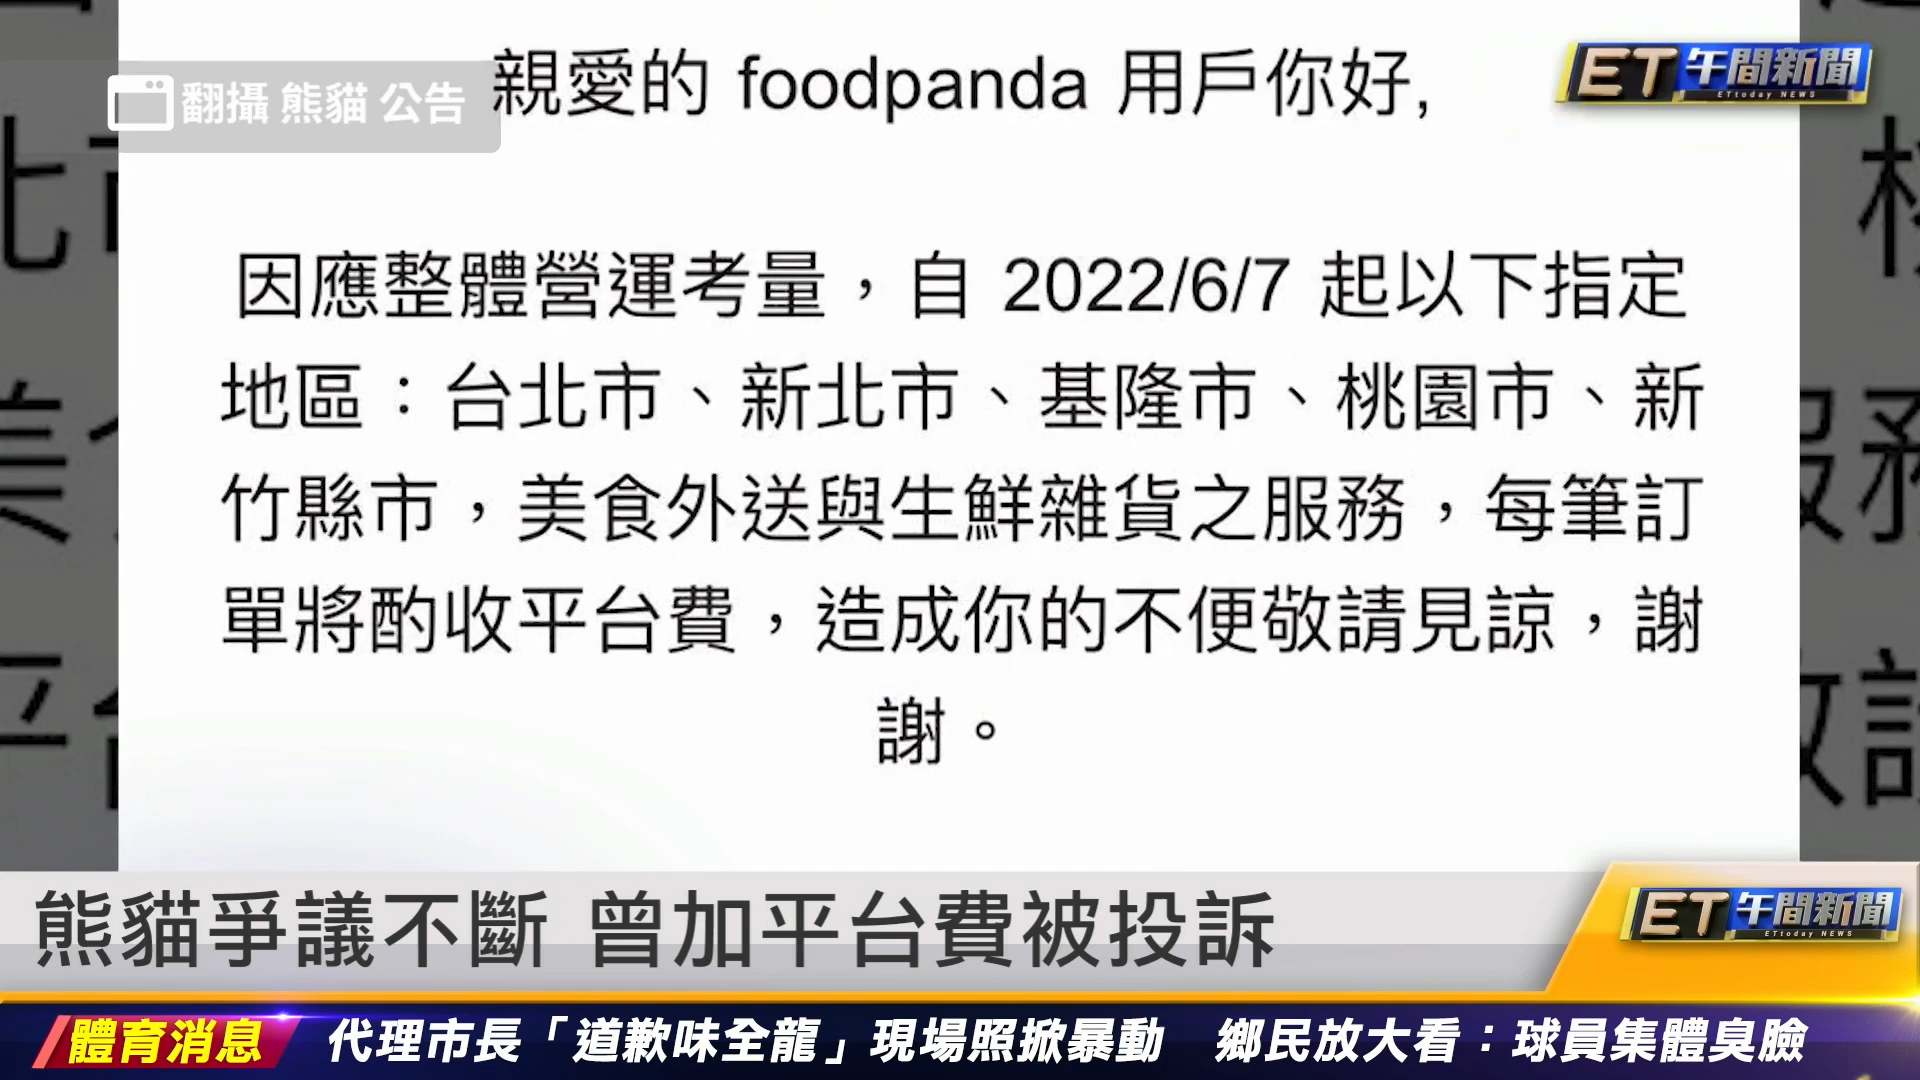 翻攝 熊貓 公告
親愛的 foodpanda 用戶你好,
ET午間新聞
ETtoday NEWS
因應整體營運考量，自 2022/6/7 起以下指定
地區：台北市、新北市、基隆市、桃園市、新
竹縣市，美食外送與生鮮雜貨之服務，每筆訂
單將酌收平台費，造成你的不便敬請見諒，謝
謝。
熊貓爭議不斷 曾加平台費被投訴
ET午間新聞
ETtoday NEWS
體育消息 代理市長「道歉味全龍」現場照掀暴動 鄉民放大看：球員集體臭臉